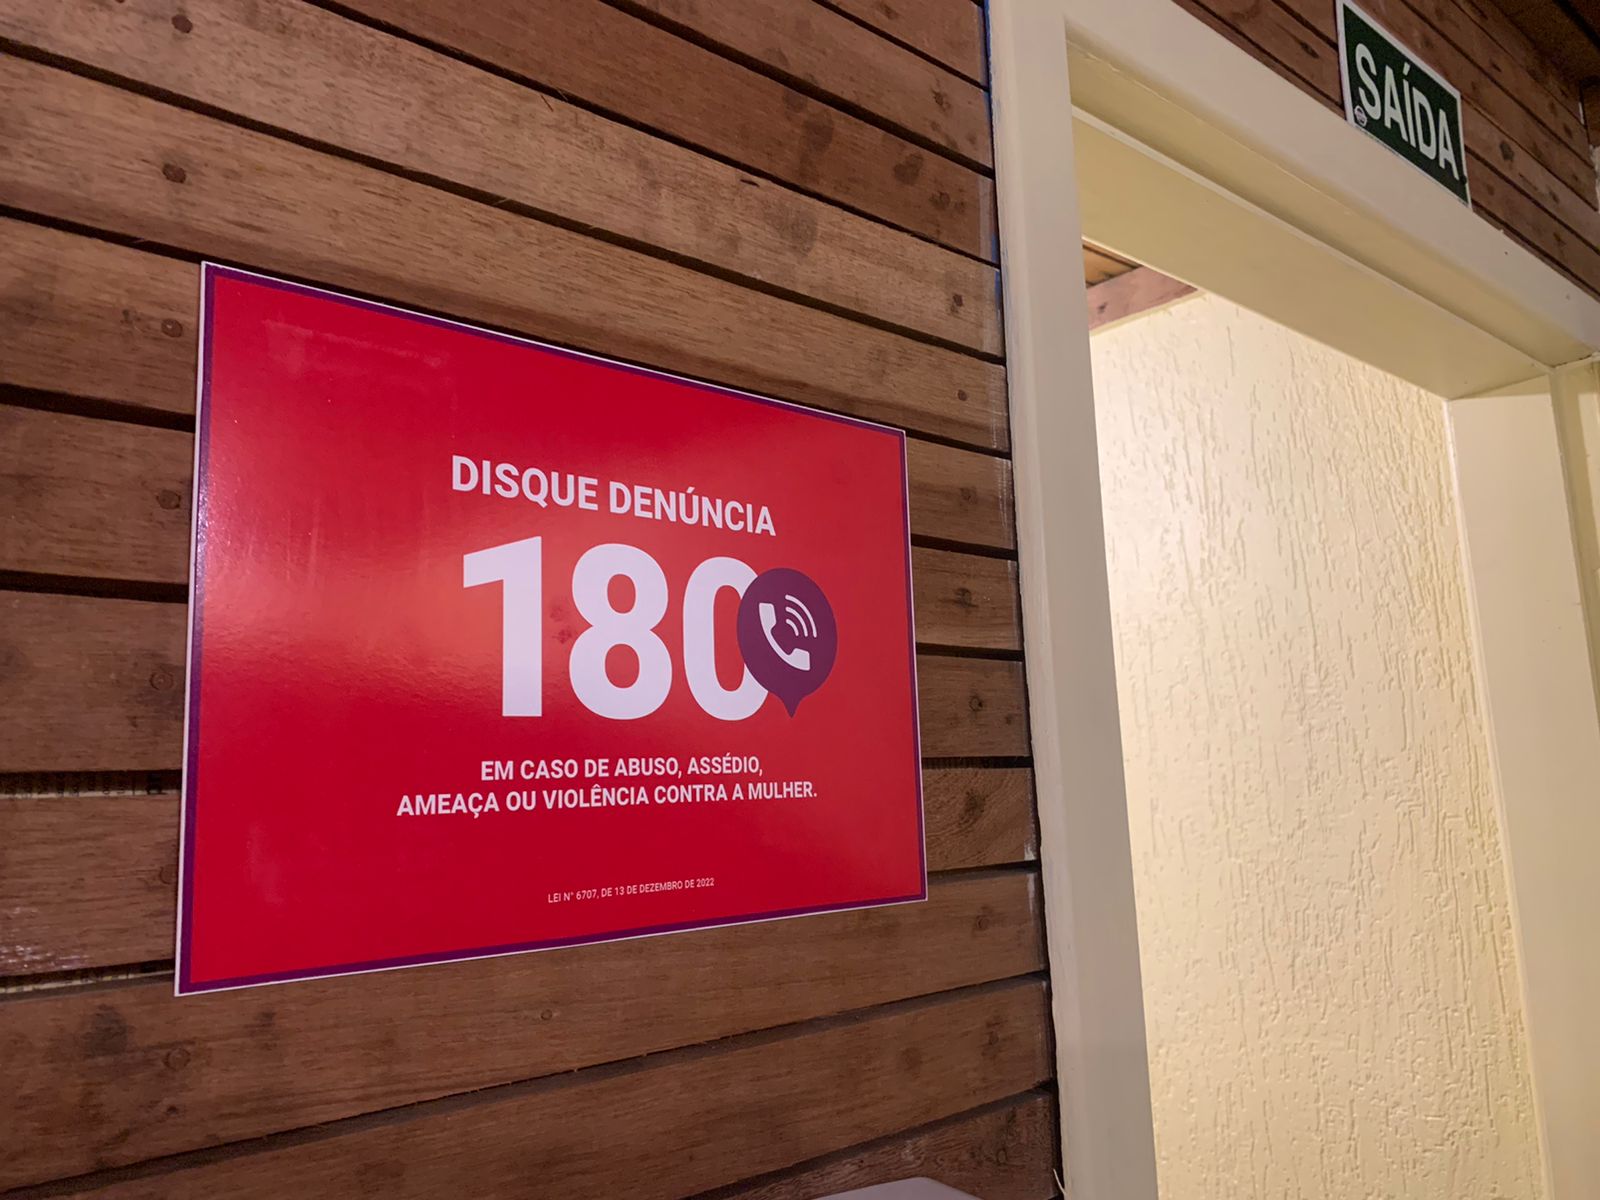 DISQUE DENÚNCIA
180
EM CASO DE ABUSO, ASSÉDIO,
AMEAÇA OU VIOLÊNCIA CONTRA A MULHER.
LEI N° 6707, DE 13 DE DEZEMBRO DE 2022
SAÍDA